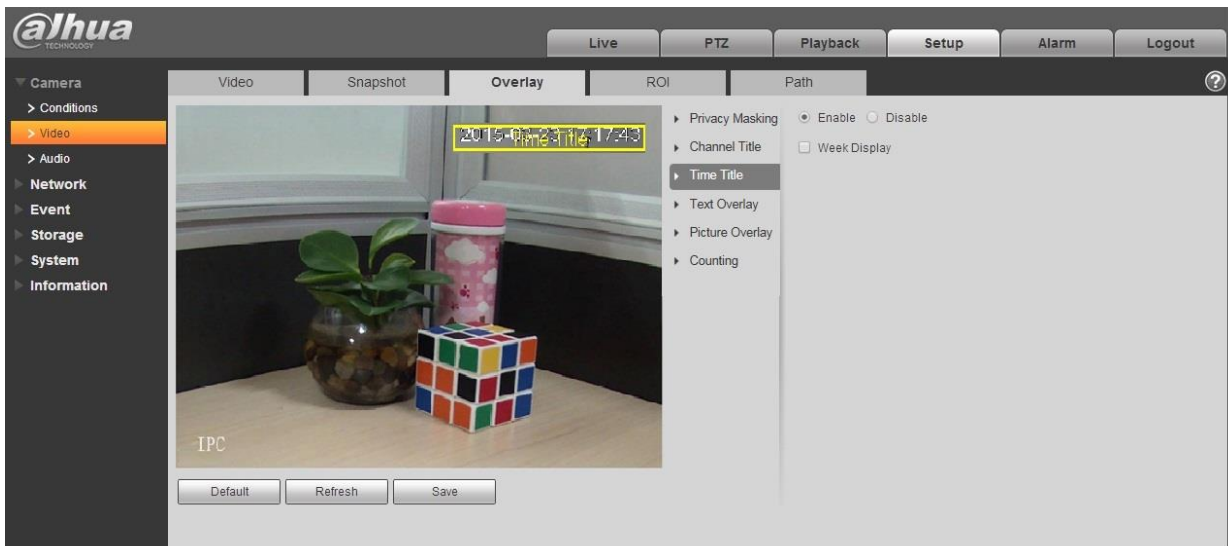 alhua
TECHNOLOGY
Live
PTZ
Playback
Setup
Alarm
Logout
Camera
Conditions
Video
Audio
Network
Event
Storage
System
Information
Video
Snapshot
Overlay
ROI
Path
?
Time Title
IPC
Privacy Masking
Channel Title
Time Title
Text Overlay
Picture Overlay
Counting
Enable
Disable
Week Display
Default
Refresh
Save